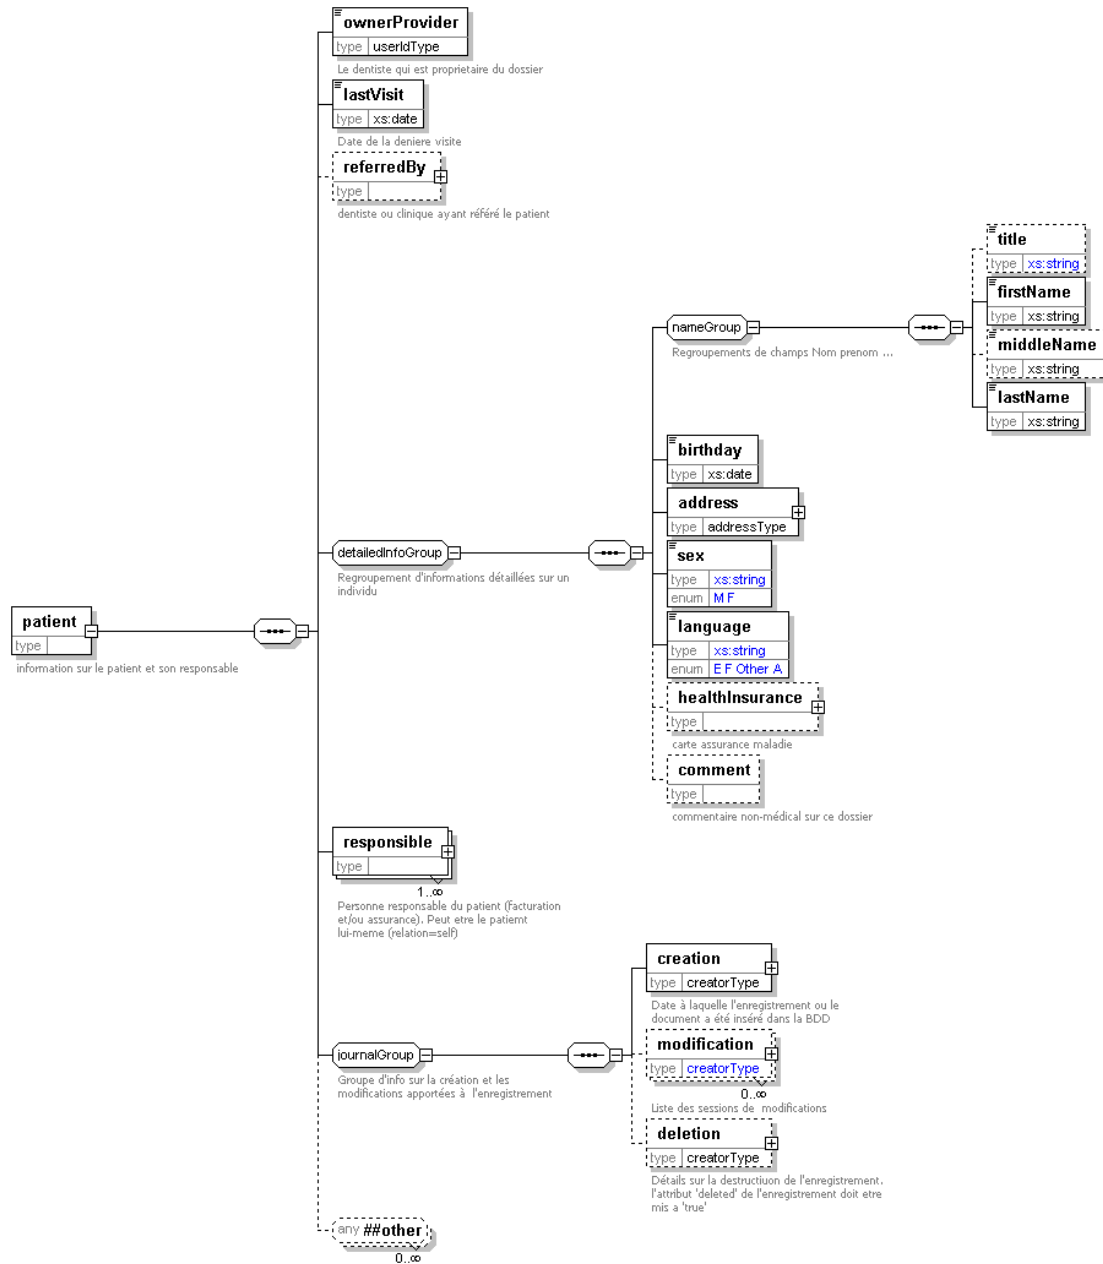 ownerProvider
type userIdType
Le dentiste qui est proprietaire du dossier
lastVisit
type xs:date
Date de la deniere visite
referredBy
type
dentiste ou clinique ayant référé le patient
title
type xs:string
firstName
type xs:string
middleName
type xs:string
lastName
type xs:string
nameGroup
Regroupements de champs Nom prenom ...
birthday
type xs:date
address
type addressType
sex
type xs:string
enum M F
language
type xs:string
enum E F Other A
healthInsurance
type
carte assurance maladie
comment
type
commentaire non-médical sur ce dossier
detailedInfoGroup
Regroupement d'informations détaillées sur un
individu
patient
type
information sur le patient et son responsable
responsible
type
1..∞
Personne responsable du patient (facturation
et/ou assurance). Peut etre le patiemt
lui-meme (relation=self)
creation
type creatorType
Date à laquelle l'enregistrement ou le
document a été inséré dans la BDD
modification
type creatorType
0..∞
Liste des sessions de modifications
deletion
type creatorType
Détails sur la destructiuon de l'enregistrement.
l'attribut 'deleted' de l'enregistrement doit etre
mis a 'true'
journalGroup
Groupe d'info sur la création et les
modifications apportées à l'enregistrement
any ##other
0..∞